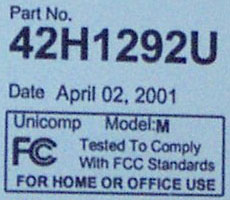 Part No.
42H1292U
Date April 02, 2001
Unicomp Model:M
FC Tested To Comply
With FCC Standards
FOR HOME OR OFFICE USE